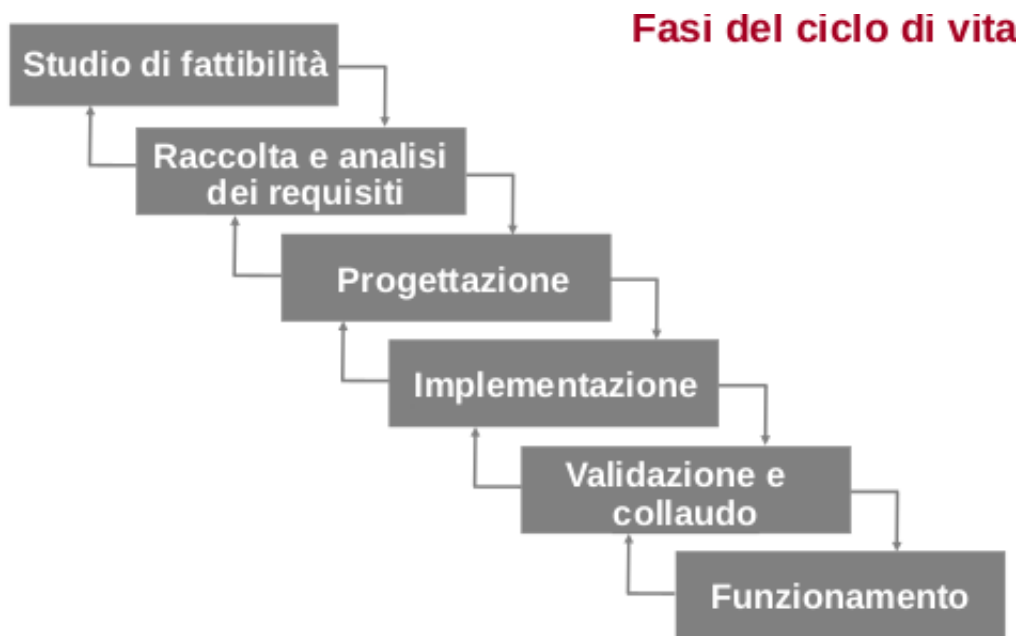 Fasi del ciclo di vita
Studio di fattibilità
Raccolta e analisi
dei requisiti
Progettazione
Implementazione
Validazione e
collaudo
Funzionamento